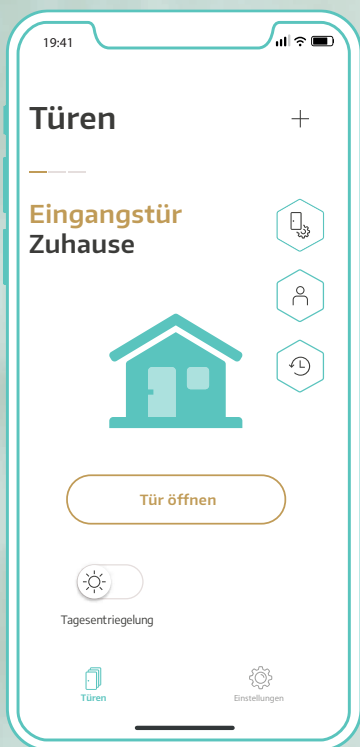 19:41
Türen
Eingangstür
Zuhause
Tür öffnen
Tagesentriegelung
Türen
Einstellungen